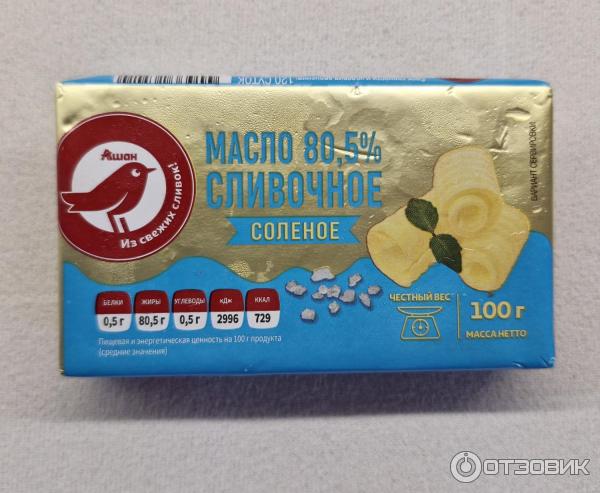 120 СУТОК
Ашан
Из свежих сливок!
МАСЛО 80,5%
СЛИВОЧНОЕ
СОЛЕНОЕ
ВАРИАНТ СЕРВИРОВКИ
БЕЛКИ ЖИРЫ УГЛЕВОДЫ кДж ККАЛ
0,5 г 80,5 г 0,5 г 2996 729
Пищевая и энергетическая ценность на 100 г продукта
(средние значения)
ЧЕСТНЫЙ ВЕС
100 г
МАССА НЕТТО
ОТЗОВИК